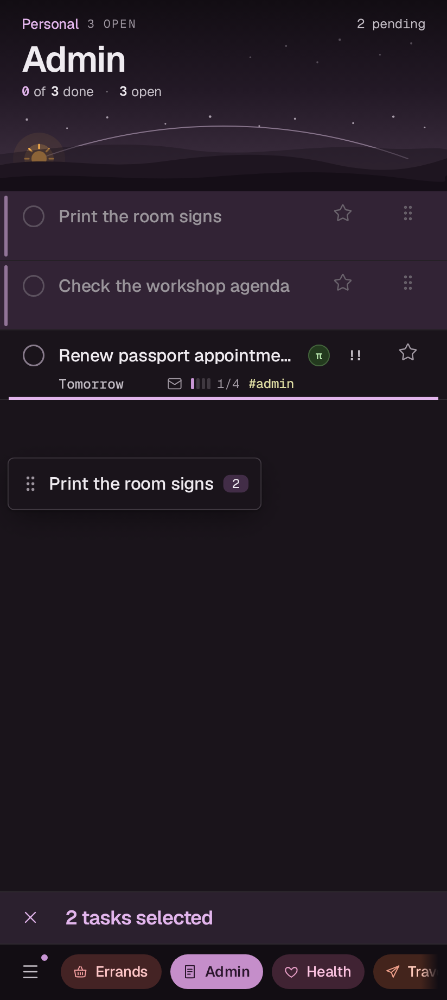 Personal 3 OPEN 2 pending
Admin
0 of 3 done · 3 open
Print the room signs
Check the workshop agenda
Renew passport appointme... π !!
Tomorrow 1/4 #admin
Print the room signs 2
2 tasks selected
Errands Admin Health Trav